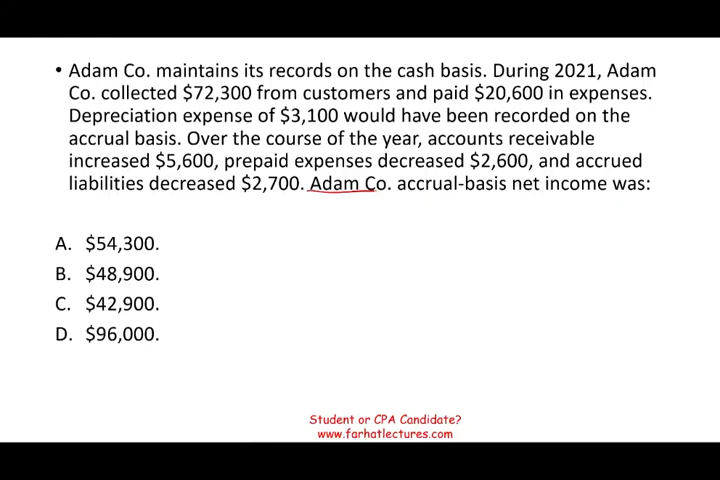 • Adam Co. maintains its records on the cash basis. During 2021, Adam
Co. collected $72,300 from customers and paid $20,600 in expenses.
Depreciation expense of $3,100 would have been recorded on the
accrual basis. Over the course of the year, accounts receivable
increased $5,600, prepaid expenses decreased $2,600, and accrued
liabilities decreased $2,700. Adam Co. accrual-basis net income was:
A. $54,300.
B. $48,900.
C. $42,900.
D. $96,000.
Student or CPA Candidate?
www.farhatlectures.com